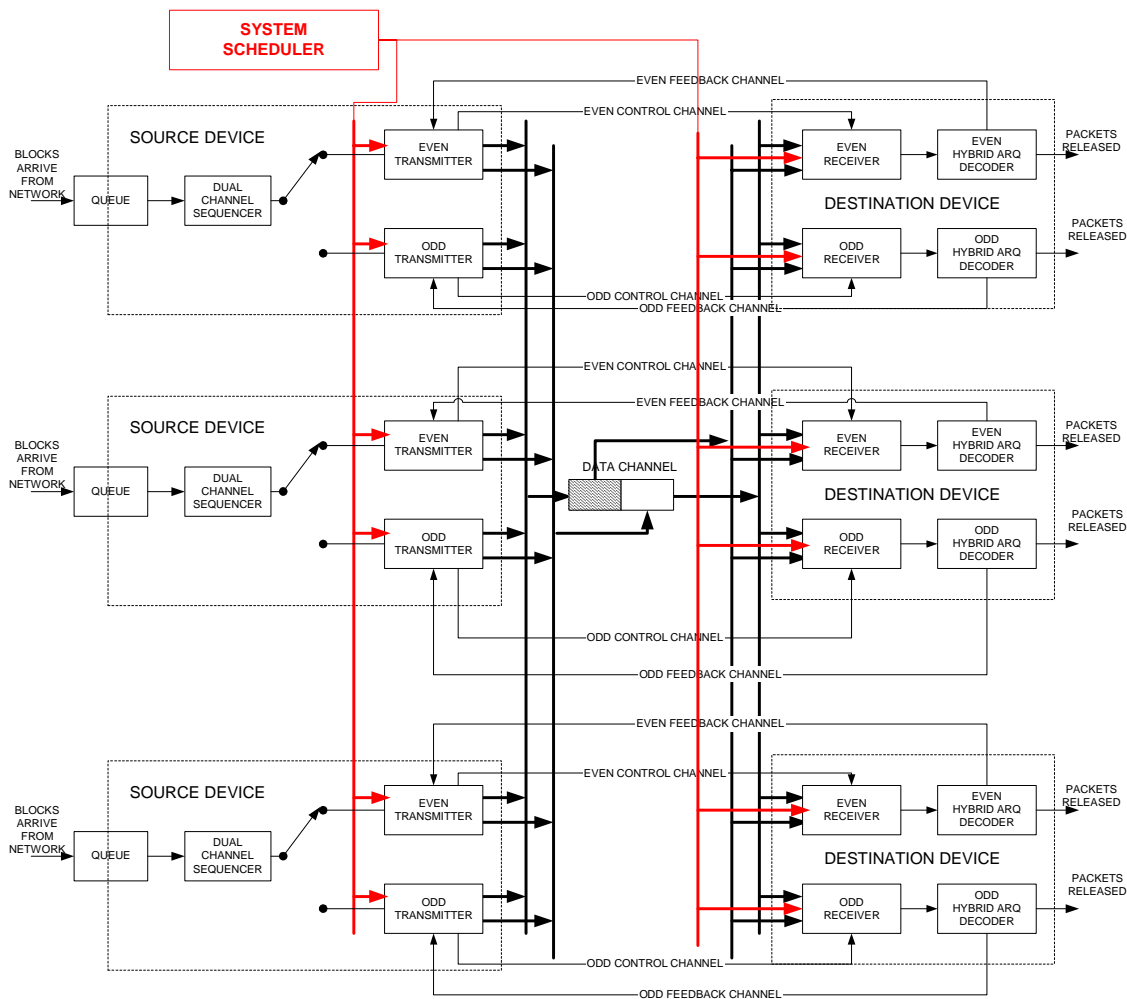 SYSTEM
SCHEDULER
EVEN FEEDBACK CHANNEL
EVEN CONTROL CHANNEL
SOURCE DEVICE
BLOCKS
ARRIVE
FROM
NETWORK
QUEUE
DUAL
CHANNEL
SEQUENCER
EVEN
TRANSMITTER
ODD
TRANSMITTER
EVEN
RECEIVER
EVEN
HYBRID ARQ
DECODER
PACKETS
RELEASED
DESTINATION DEVICE
ODD
RECEIVER
ODD
HYBRID ARQ
DECODER
PACKETS
RELEASED
ODD CONTROL CHANNEL
ODD FEEDBACK CHANNEL
EVEN CONTROL CHANNEL
EVEN FEEDBACK CHANNEL
SOURCE DEVICE
BLOCKS
ARRIVE
FROM
NETWORK
QUEUE
DUAL
CHANNEL
SEQUENCER
EVEN
TRANSMITTER
ODD
TRANSMITTER
DATA CHANNEL
EVEN
RECEIVER
EVEN
HYBRID ARQ
DECODER
PACKETS
RELEASED
DESTINATION DEVICE
ODD
RECEIVER
ODD
HYBRID ARQ
DECODER
PACKETS
RELEASED
ODD CONTROL CHANNEL
ODD FEEDBACK CHANNEL
EVEN FEEDBACK CHANNEL
EVEN CONTROL CHANNEL
SOURCE DEVICE
BLOCKS
ARRIVE
FROM
NETWORK
QUEUE
DUAL
CHANNEL
SEQUENCER
EVEN
TRANSMITTER
ODD
TRANSMITTER
EVEN
RECEIVER
EVEN
HYBRID ARQ
DECODER
PACKETS
RELEASED
DESTINATION DEVICE
ODD
RECEIVER
ODD
HYBRID ARQ
DECODER
PACKETS
RELEASED
ODD CONTROL CHANNEL
ODD FEEDBACK CHANNEL